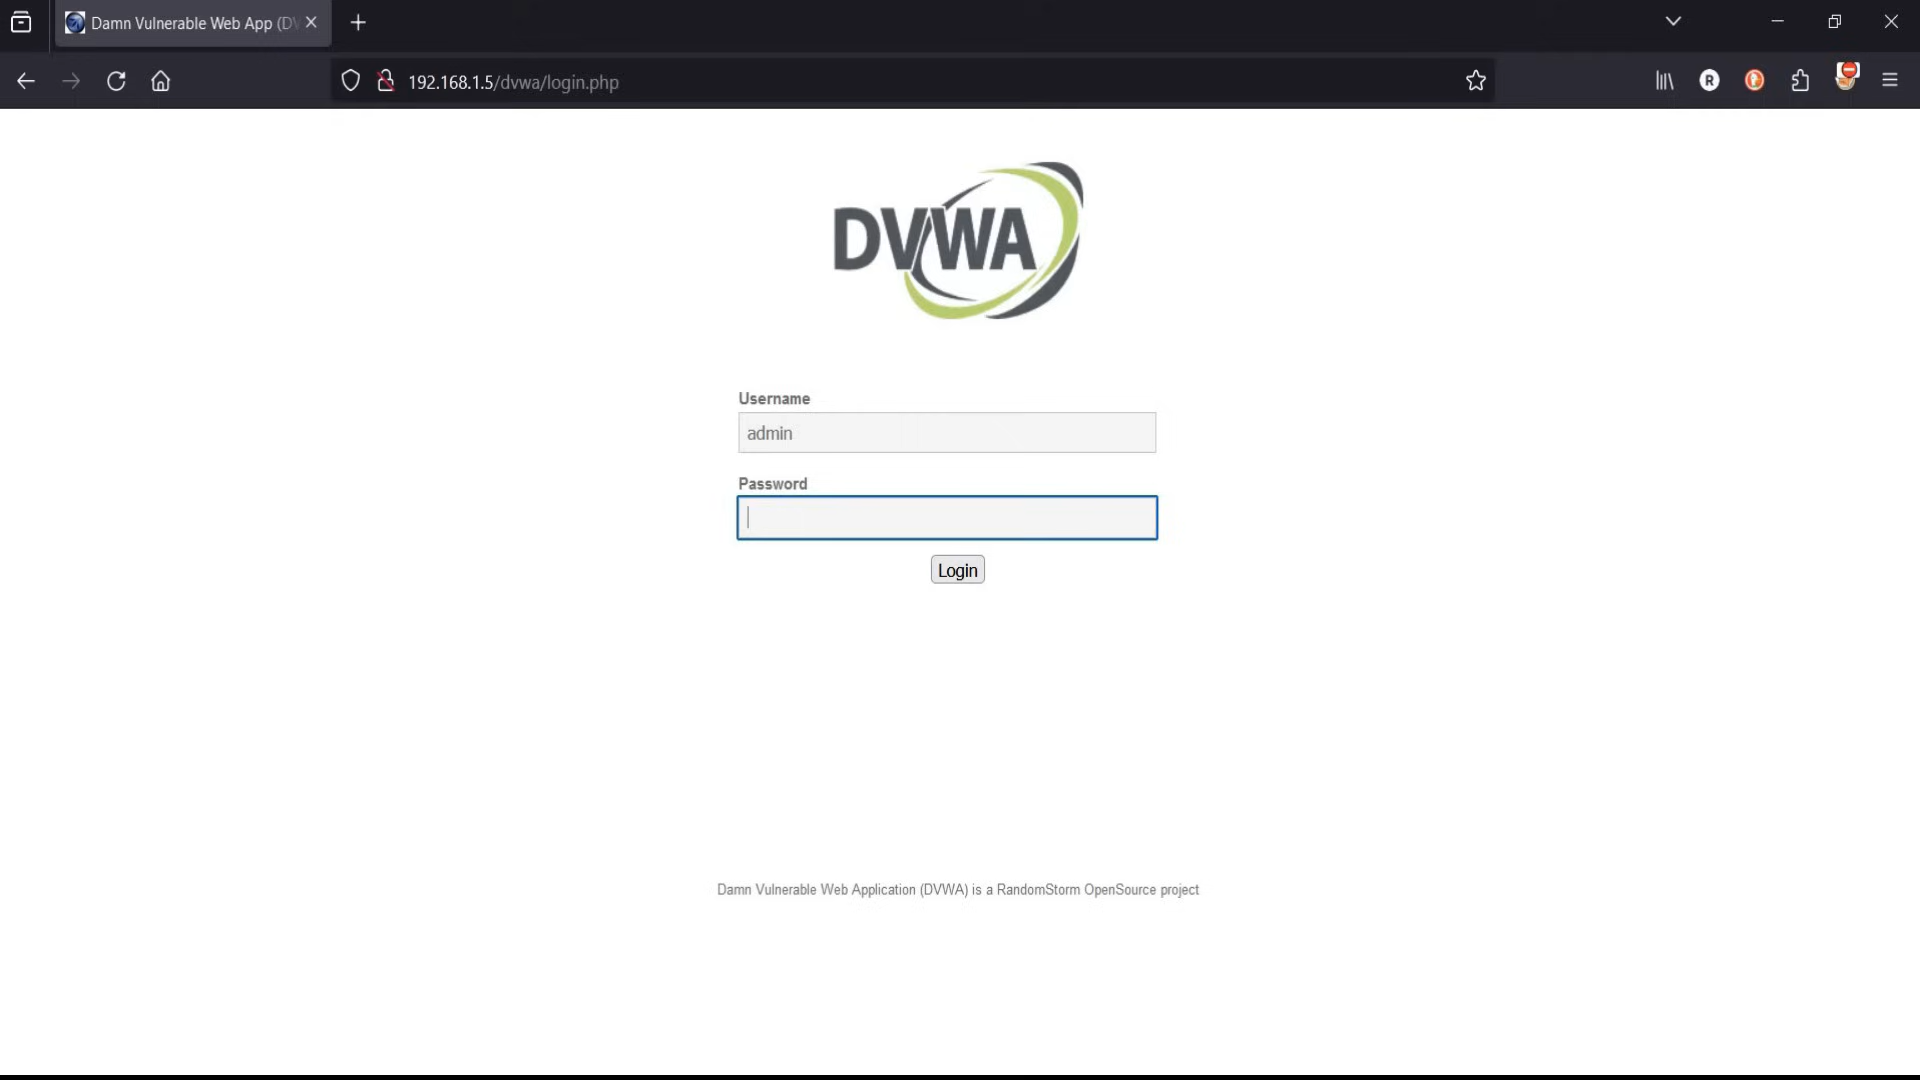 Damn Vulnerable Web App (DV
192.168.1.5/dvwa/login.php
R
DVWA
Username
admin
Password
Login
Damn Vulnerable Web Application (DVWA) is a RandomStorm OpenSource project